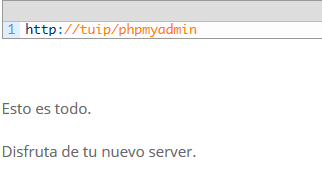 1 http://tuip/phpmyadmin
Esto es todo.
Disfruta de tu nuevo server.